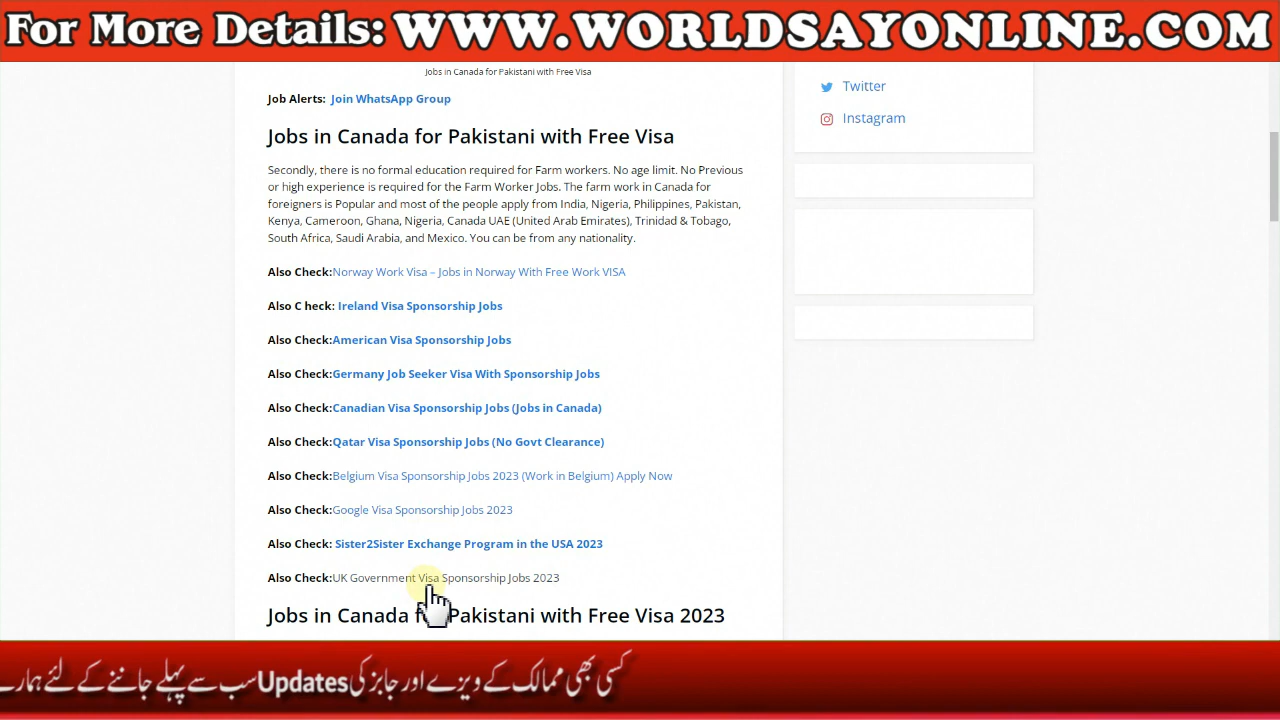 For More Details: WWW.WORLDSAYONLINE.COM
Jobs in Canada for Pakistani with Free Visa
Job Alerts: Join WhatsApp Group
Jobs in Canada for Pakistani with Free Visa
Secondly, there is no formal education required for Farm workers. No age limit. No Previous
or high experience is required for the Farm Worker Jobs. The farm work in Canada for
foreigners is Popular and most of the people apply from India, Nigeria, Philippines, Pakistan,
Kenya, Cameroon, Ghana, Nigeria, Canada UAE (United Arab Emirates), Trinidad & Tobago,
South Africa, Saudi Arabia, and Mexico. You can be from any nationality.
Also Check:Norway Work Visa – Jobs in Norway With Free Work VISA
Also C heck: Ireland Visa Sponsorship Jobs
Also Check:American Visa Sponsorship Jobs
Also Check:Germany Job Seeker Visa With Sponsorship Jobs
Also Check:Canadian Visa Sponsorship Jobs (Jobs in Canada)
Also Check:Qatar Visa Sponsorship Jobs (No Govt Clearance)
Also Check:Belgium Visa Sponsorship Jobs 2023 (Work in Belgium) Apply Now
Also Check:Google Visa Sponsorship Jobs 2023
Also Check: Sister2Sister Exchange Program in the USA 2023
Also Check:UK Government Visa Sponsorship Jobs 2023
Jobs in Canada for Pakistani with Free Visa 2023
Twitter
Instagram
کسی بھی ممالک کے ویزے اور جابز کی Updates سب سے پہلے جاننے کے لئے ہمارے